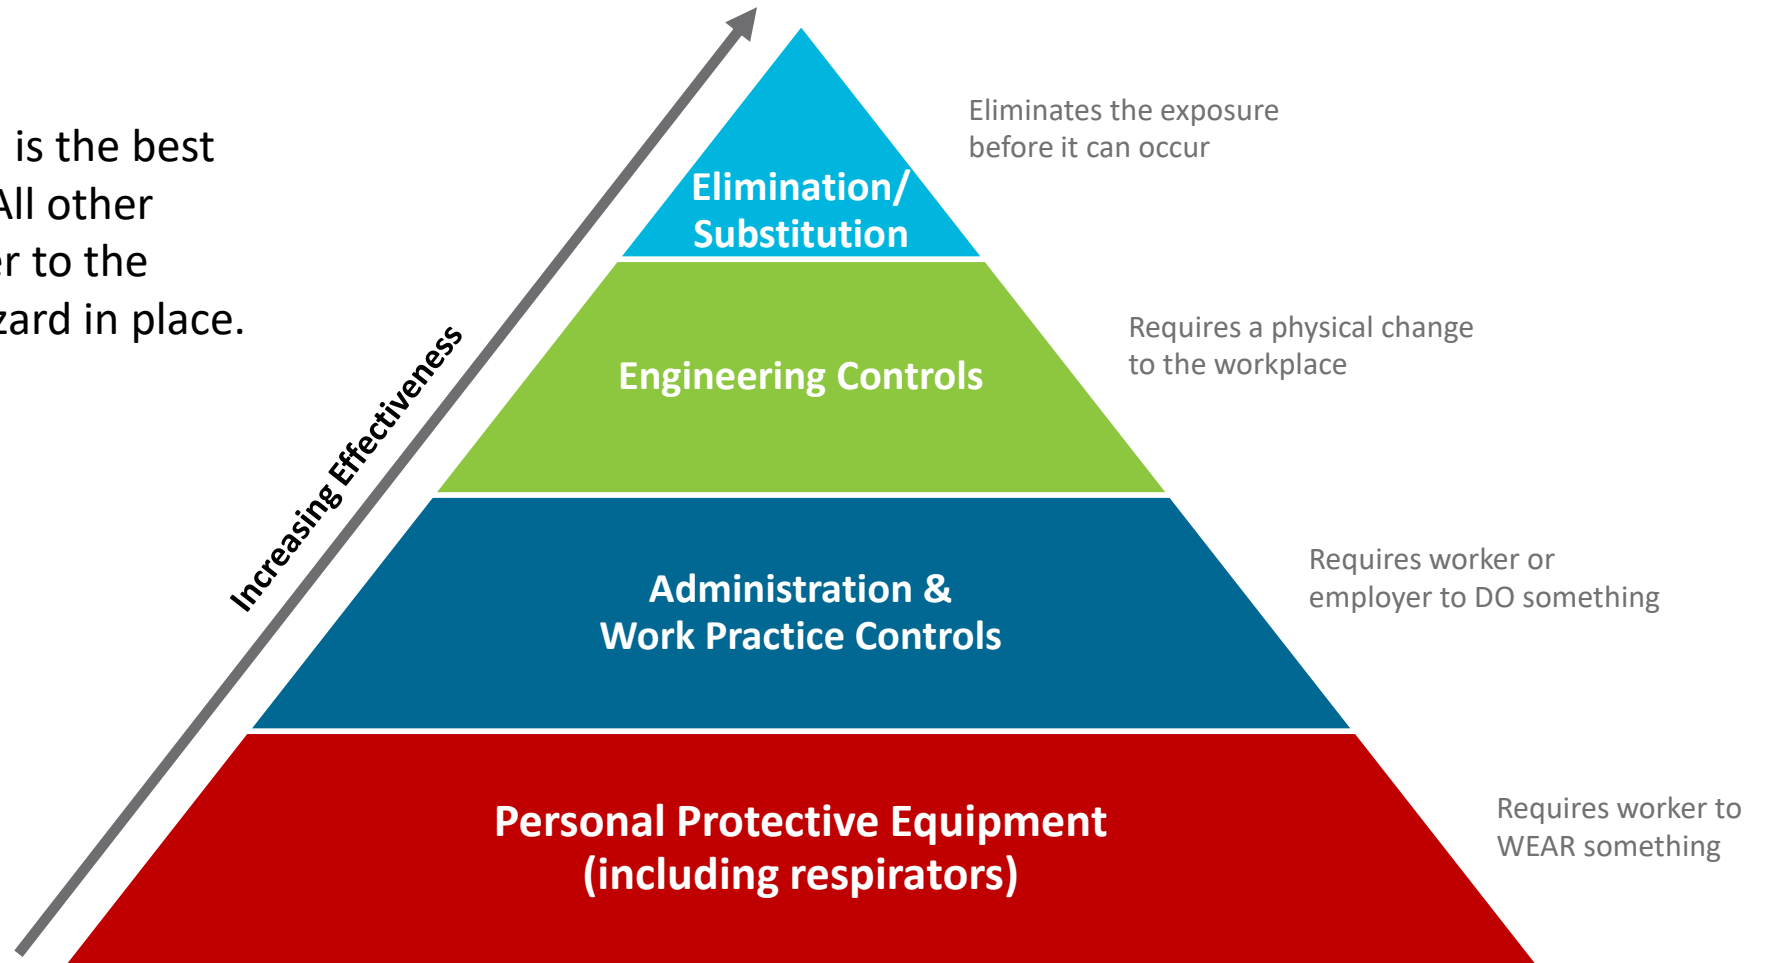 is the best
All other
er to the
zard in place.
Increasing Effectiveness
Elimination/
Substitution
Eliminates the exposure
before it can occur
Engineering Controls
Requires a physical change
to the workplace
Administration &
Work Practice Controls
Requires worker or
employer to DO something
Personal Protective Equipment
(including respirators)
Requires worker to
WEAR something